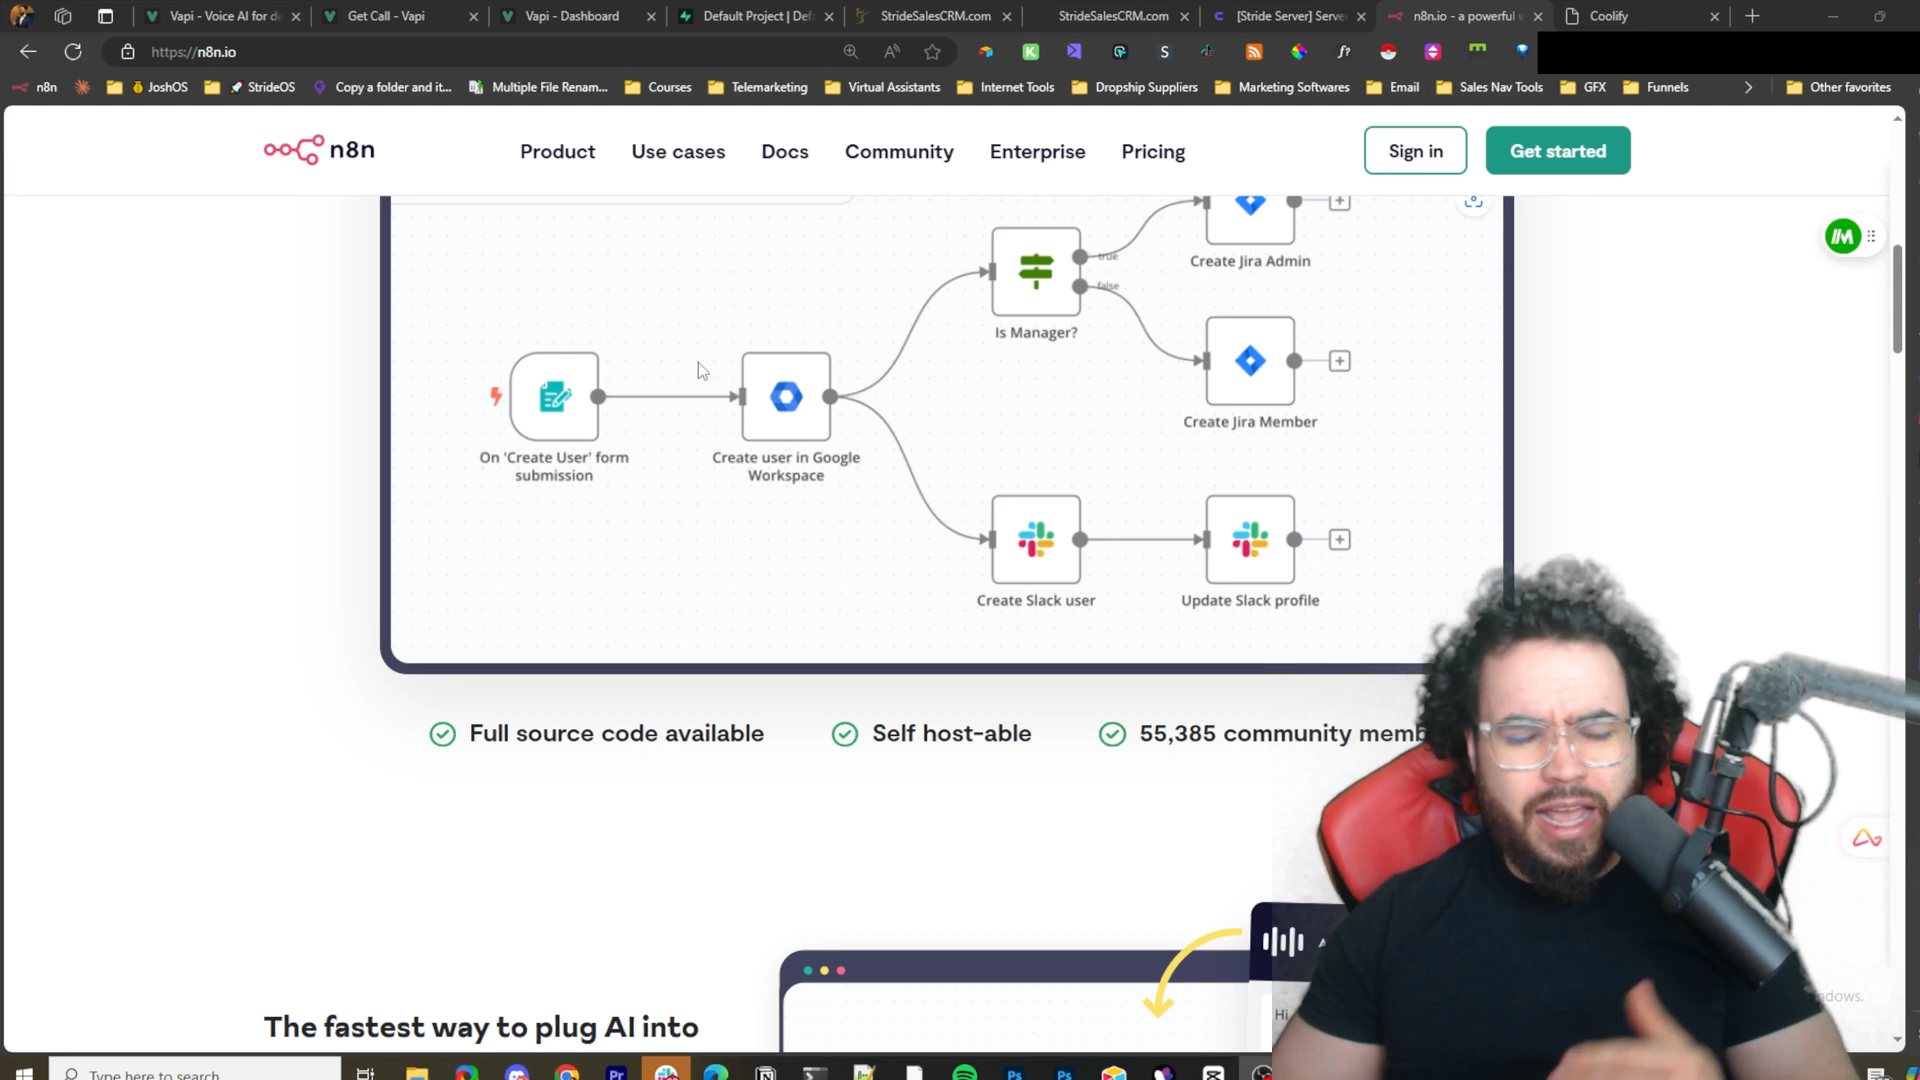 Vapi - Voice AI for de
Get Call - Vapi
Vapi - Dashboard
Default Project | Def
StrideSalesCRM.com
StrideSalesCRM.com
[Stride Server] Serve
n8n.io - a powerful
Coolify
https://n8n.io
n8n
JoshOS
StrideOS
Copy a folder and it...
Multiple File Renam...
Courses
Telemarketing
Virtual Assistants
Internet Tools
Dropship Suppliers
Marketing Softwares
Email
Sales Nav Tools
GFX
Funnels
Other favorites
n8n
Product
Use cases
Docs
Community
Enterprise
Pricing
Sign in
Get started
true
Create Jira Admin
false
Is Manager?
Create Jira Member
On 'Create User' form
submission
Create user in Google
Workspace
Create Slack user
Update Slack profile
Full source code available
Self host-able
55,385 community memb
The fastest way to plug AI into
Hi
dows.
Type here to search